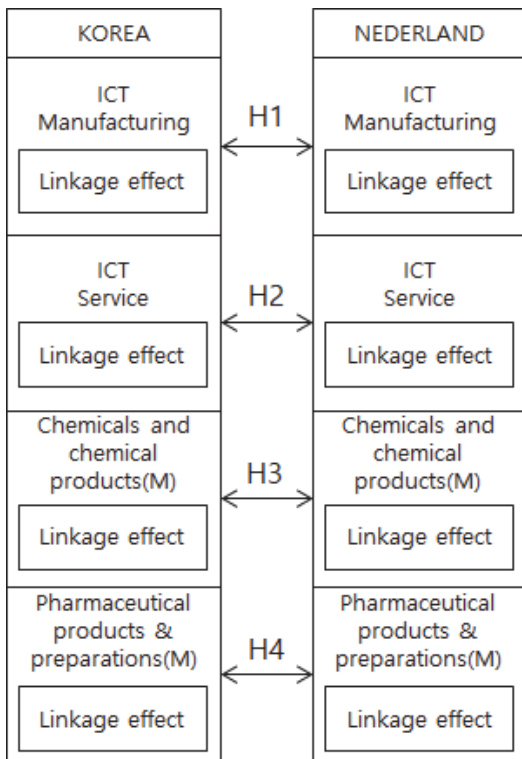 KOREA
NEDERLAND
ICT
Manufacturing
Linkage effect
H1
ICT
Manufacturing
Linkage effect
ICT
Service
Linkage effect
H2
ICT
Service
Linkage effect
Chemicals and
chemical
products(M)
Linkage effect
H3
Chemicals and
chemical
products(M)
Linkage effect
Pharmaceutical
products &
preparations(M)
Linkage effect
H4
Pharmaceutical
products &
preparations(M)
Linkage effect